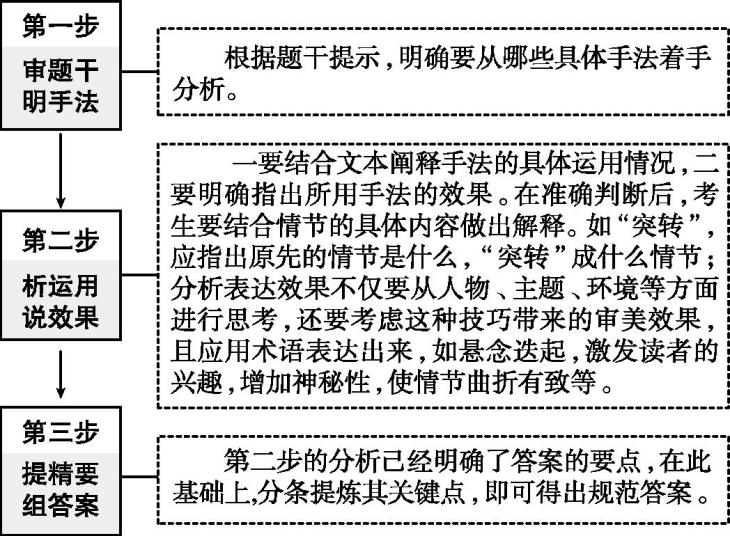 第一步
审题干
明手法
根据题干提示，明确要从哪些具体手法着手
分析。
第二步
析运用
说效果
一要结合文本阐释手法的具体运用情况，二
要明确指出所用手法的效果。在准确判断后，考
生要结合情节的具体内容做出解释。如“突转”，
应指出原先的情节是什么，“突转”成什么情节；
分析表达效果不仅要从人物、主题、环境等方面
进行思考，还要考虑这种技巧带来的审美效果，
且应用术语表达出来，如悬念迭起，激发读者的
兴趣，增加神秘性，使情节曲折有致等。
第三步
提精要
组答案
第二步的分析已经明确了答案的要点，在此
基础上,分条提炼其关键点，即可得出规范答案。